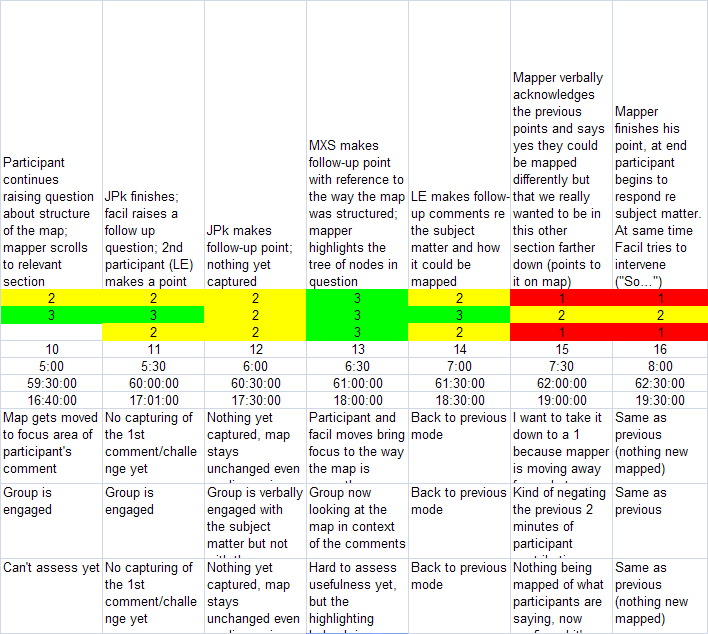 Participant
continues
raising question
about structure
of the map;
mapper scrolls
to relevant
section
JPk finishes;
facil raises a
follow up
question; 2nd
participant (LE)
makes a point
JPk makes
follow-up point;
nothing yet
captured
MXS makes
follow-up point
with reference to
the way the map
was structured;
mapper
highlights the
tree of nodes in
question
LE makes follow-
up comments re
the subject
matter and how
it could be
mapped
Mapper verbally
acknowledges
the previous
points and says
yes they could
be mapped
differently but
that we really
wanted to be in
this other
section farther
down (points to
it on map)
Mapper
finishes his
point, at end
participant
begins to
respond re
subject matter.
At same time
Facil tries to
intervene
("So...")
2 2 2 3 2 1 1
3 3 2 3 3 2 2
2 2 3 2 1 1
10 11 12 13 14 15 16
5:00 5:30 6:00 6:30 7:00 7:30 8:00
59:30:00 60:00:00 60:30:00 61:00:00 61:30:00 62:00:00 62:30:00
16:40:00 17:01:00 17:30:00 18:00:00 18:30:00 19:00:00 19:30:00
Map gets moved
to focus area of
participant's
comment
No capturing of
the 1st
comment/challe
nge yet
Nothing yet
captured, map
stays
unchanged even
Participant and
facil moves bring
focus to the way
the map is
Back to previous
mode
I want to take it
down to a 1
because mapper
is moving away
Same as
previous
(nothing new
mapped)
Group is
engaged
Group is
engaged
Group is verbally
engaged with
the subject
matter but not
Group now
looking at the
map in context
of the comments
Back to previous
mode
Kind of negating
the previous 2
minutes of
participant
Same as
previous
Can't assess yet
No capturing of
the 1st
comment/challe
nge yet
Nothing yet
captured, map
stays
unchanged even
Hard to assess
usefulness yet,
but the
highlighting
Back to previous
mode
Nothing being
mapped of what
participants are
saying, now
Same as
previous
(nothing new
mapped)